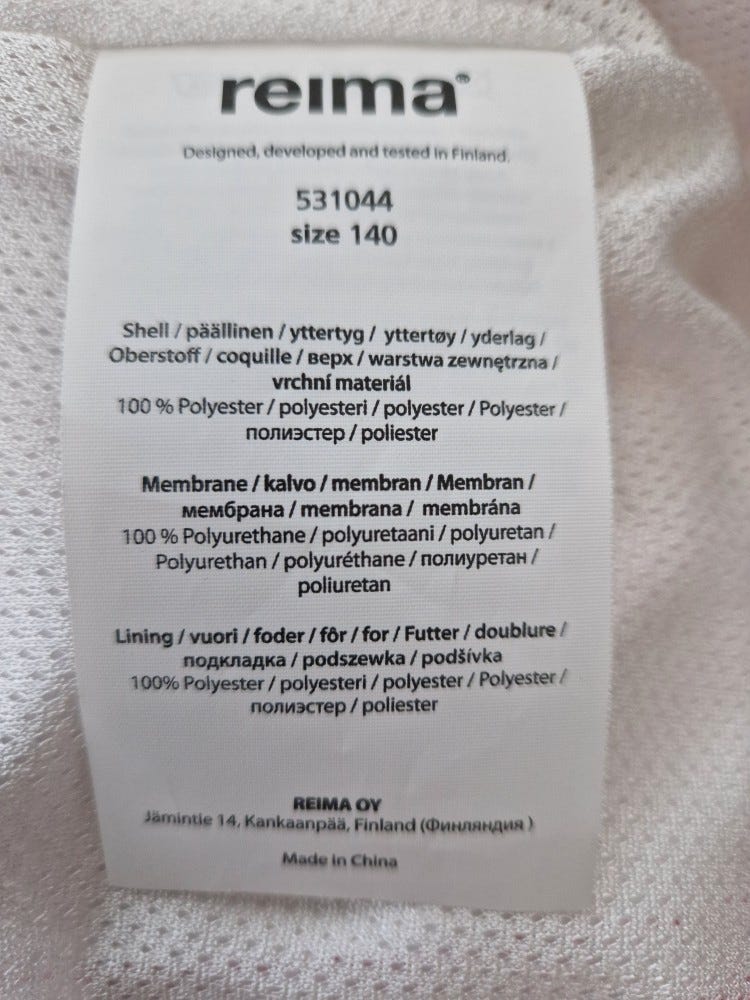 reima®
Designed, developed and tested in Finland.
531044
size 140
Shell / päällinen / yttertyg / yttertøy / yderlag /
Oberstoff / coquille / верх / warstwa zewnętrzna /
vrchní materiál
100 % Polyester / polyesteri / polyester / Polyester /
полиэстер / poliester
Membrane / kalvo / membran / Membran /
мембрана / membrana / membrána
100 % Polyurethane / polyuretaani / polyuretan /
Polyurethan / polyuréthane / полиуретан /
poliuretan
Lining / vuori / foder / fôr / for / Futter / doublure /
подкладка / podszewka / podšívka
100% Polyester / polyesteri / polyester / Polyester /
полиэстер / poliester
REIMA OY
Jämintie 14, Kankaanpää, Finland (Финляндия )
Made in China